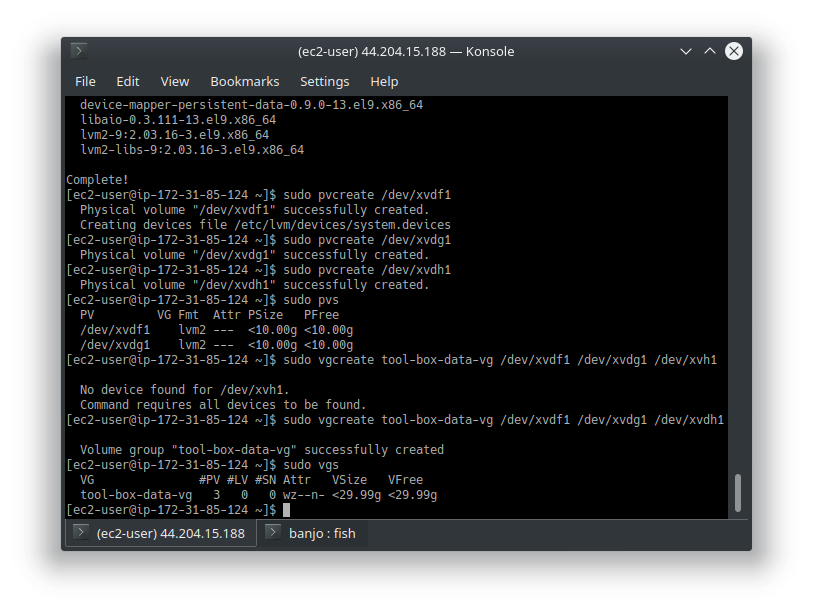 (ec2-user) 44.204.15.188 — Konsole
File Edit View Bookmarks Settings Help
device-mapper-persistent-data-0.9.0-13.el9.x86_64
libaio-0.3.111-13.el9.x86_64
lvm2-9:2.03.16-3.el9.x86_64
lvm2-libs-9:2.03.16-3.el9.x86_64
Complete!
[ec2-user@ip-172-31-85-124 ~]$ sudo pvcreate /dev/xvdf1
Physical volume "/dev/xvdf1" successfully created.
Creating devices file /etc/lvm/devices/system.devices
[ec2-user@ip-172-31-85-124 ~]$ sudo pvcreate /dev/xvdg1
Physical volume "/dev/xvdg1" successfully created.
[ec2-user@ip-172-31-85-124 ~]$ sudo pvcreate /dev/xvdh1
Physical volume "/dev/xvdh1" successfully created.
[ec2-user@ip-172-31-85-124 ~]$ sudo pvs
PV         VG Fmt  Attr PSize   PFree
/dev/xvdf1    lvm2 ---  <10.00g <10.00g
/dev/xvdg1    lvm2 ---  <10.00g <10.00g
[ec2-user@ip-172-31-85-124 ~]$ sudo vgcreate tool-box-data-vg /dev/xvdf1 /dev/xvdg1 /dev/xvh1
No device found for /dev/xvh1.
Command requires all devices to be found.
[ec2-user@ip-172-31-85-124 ~]$ sudo vgcreate tool-box-data-vg /dev/xvdf1 /dev/xvdg1 /dev/xvdh1
Volume group "tool-box-data-vg" successfully created
[ec2-user@ip-172-31-85-124 ~]$ sudo vgs
VG               #PV #LV #SN Attr   VSize   VFree
tool-box-data-vg   3   0   0 wz--n- <29.99g <29.99g
[ec2-user@ip-172-31-85-124 ~]$
(ec2-user) 44.204.15.188 banjo : fish